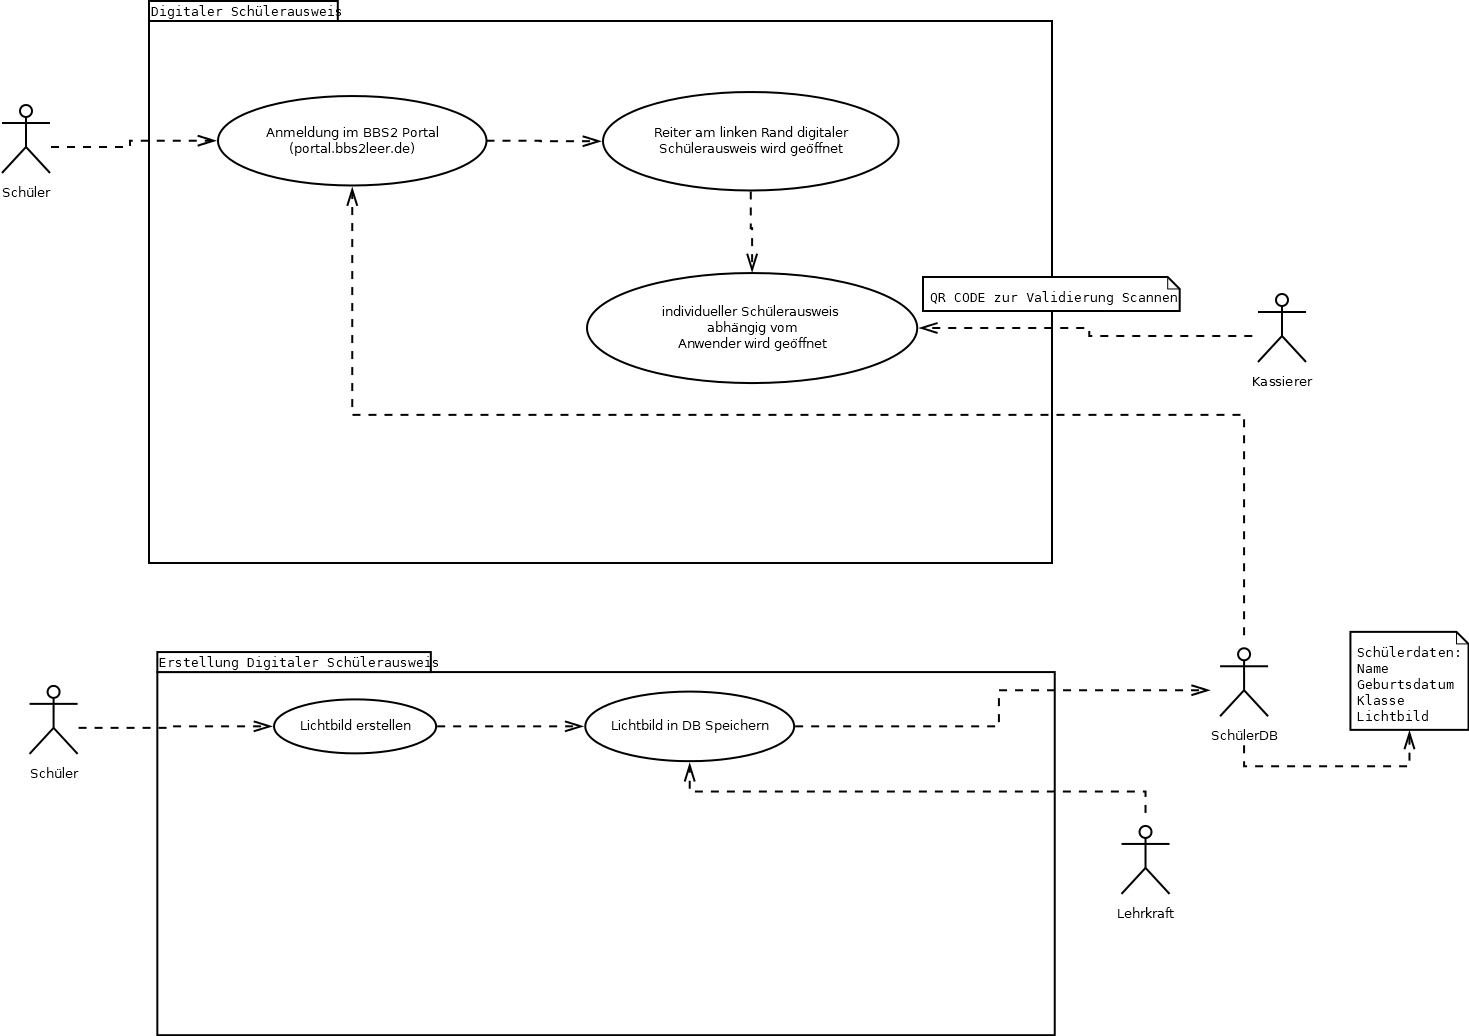 Digitaler Schülerausweis
Schüler
Anmeldung im BBS2 Portal
(portal.bbs2leer.de)
Reiter am linken Rand digitaler
Schülerausweis wird geöffnet
individueller Schülerausweis
abhängig vom
Anwender wird geöffnet
QR CODE zur Validierung Scannen
Kassierer
Erstellung Digitaler Schülerausweis
Schüler
Lichtbild erstellen
Lichtbild in DB Speichern
SchülerDB
Schülerdaten:
Name
Geburtsdatum
Klasse
Lichtbild
Lehrkraft